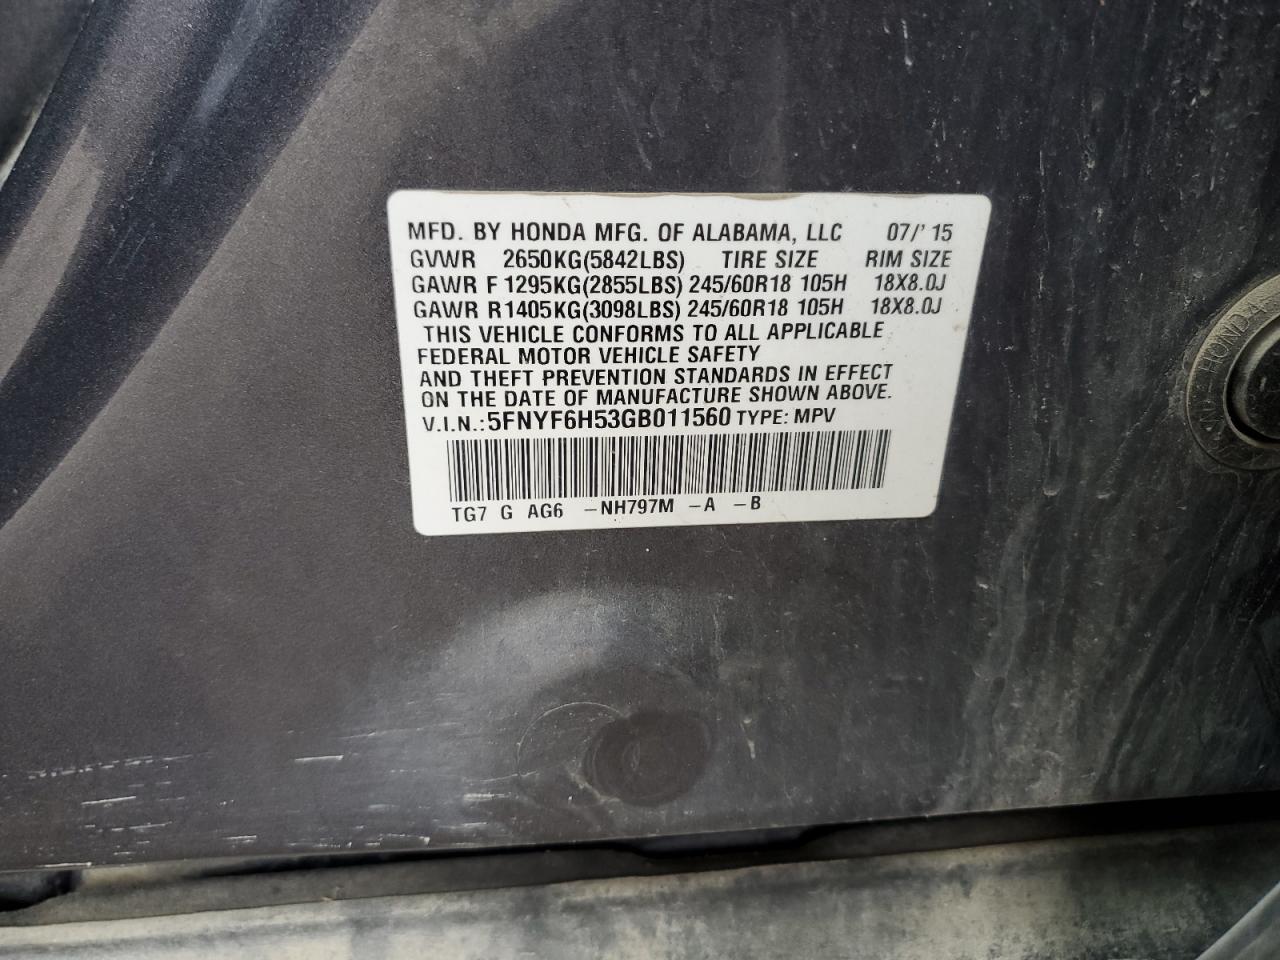 MFD. BY HONDA MFG. OF ALABAMA, LLC 07/'15
GVWR 2650KG(5842LBS) TIRE SIZE RIM SIZE
GAWR F 1295KG(2855LBS) 245/60R18 105H 18X8.0J
GAWR R 1405KG(3098LBS) 245/60R18 105H 18X8.0J
THIS VEHICLE CONFORMS TO ALL APPLICABLE
FEDERAL MOTOR VEHICLE SAFETY
AND THEFT PREVENTION STANDARDS IN EFFECT
ON THE DATE OF MANUFACTURE SHOWN ABOVE.
V.I.N.:5FNYF6H53GB011560 TYPE: MPV
TG7 G AG6 -NH797M -A -B
HONDA